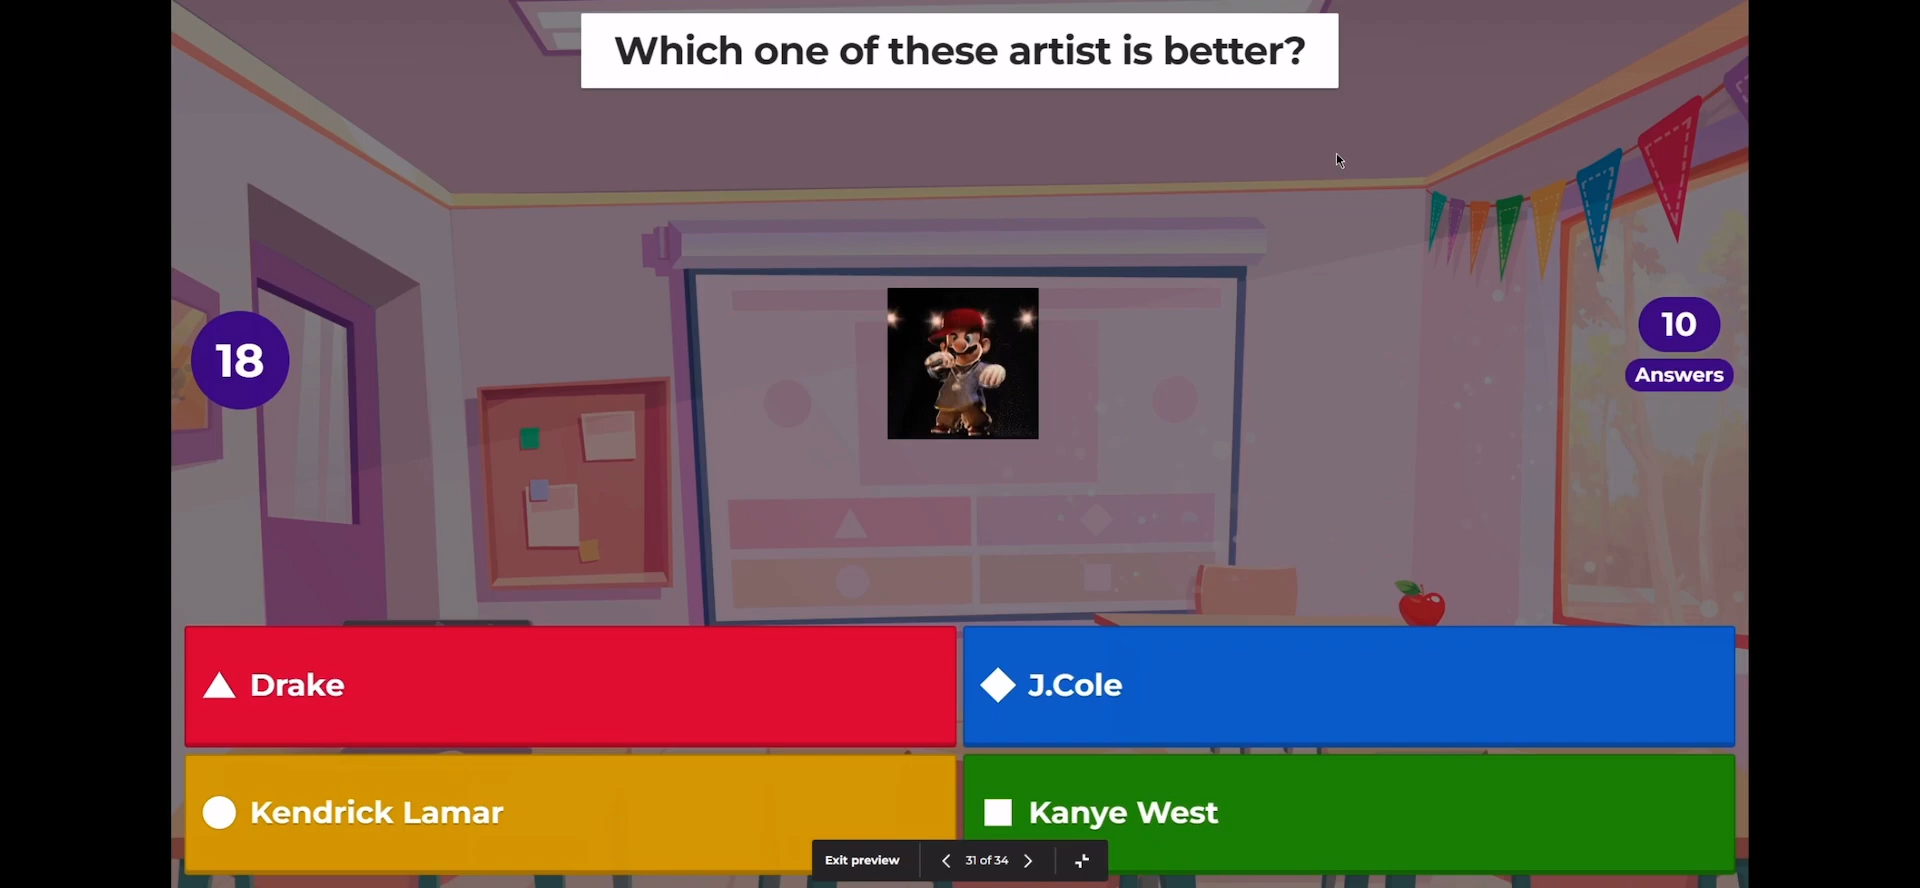 Which one of these artist is better?
18
10
Answers
Drake
J.Cole
Kendrick Lamar
Kanye West
Exit preview
31 of 34